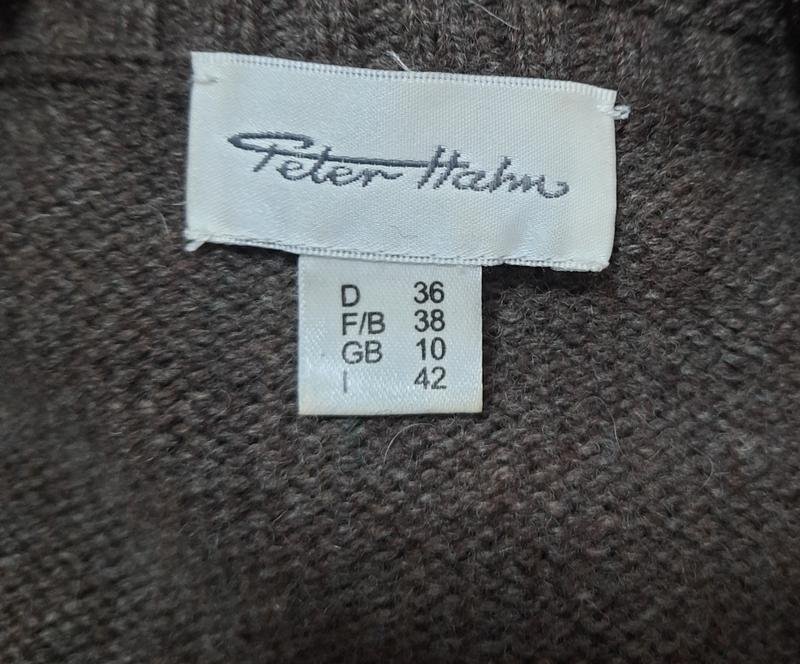 Peter Hahn
D 36
F/B 38
GB 10
I 42